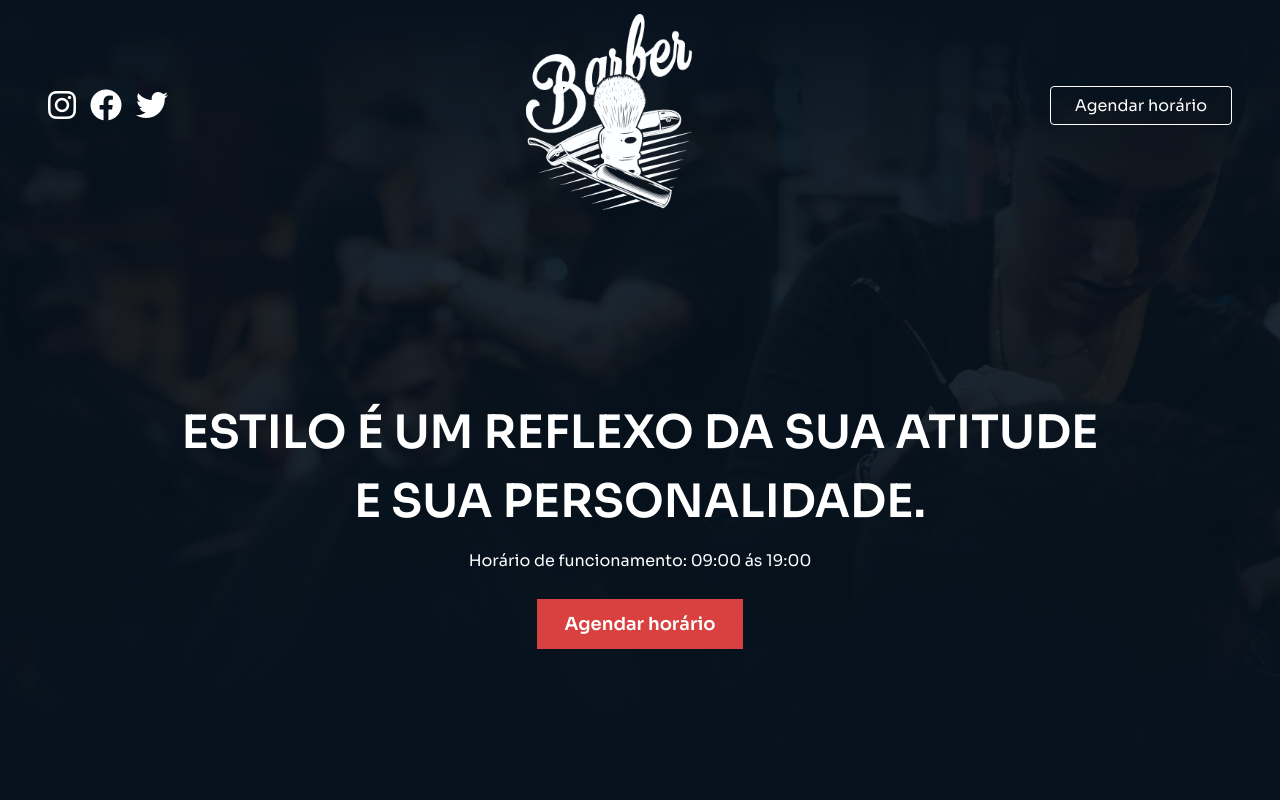 Barber
Agendar horário
ESTILO É UM REFLEXO DA SUA ATITUDE
E SUA PERSONALIDADE.
Horário de funcionamento: 09:00 ás 19:00
Agendar horário